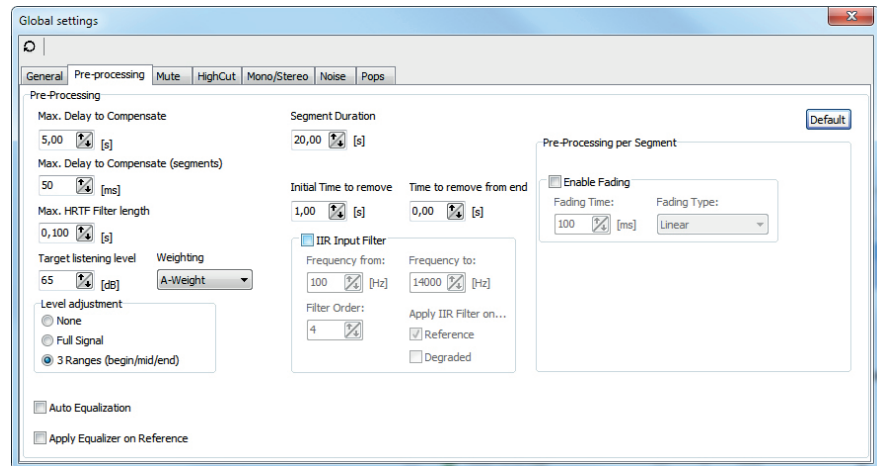 Global settings
General Pre-processing Mute HighCut Mono/Stereo Noise Pops
Pre-Processing
Default
Max. Delay to Compensate
5,00 [s]
Max. Delay to Compensate (segments)
50 [ms]
Max. HRTF Filter length
0,100 [s]
Target listening level Weighting
65 [dB] A-Weight
Level adjustment
None
Full Signal
3 Ranges (begin/mid/end)
Auto Equalization
Apply Equalizer on Reference
Segment Duration
20,00 [s]
Initial Time to remove Time to remove from end
1,00 [s] 0,00 [s]
IIR Input Filter
Frequency from: Frequency to:
100 [Hz] 14000 [Hz]
Filter Order:
4
Apply IIR Filter on...
Reference
Degraded
Pre-Processing per Segment
Enable Fading
Fading Time: Fading Type:
100 [ms] Linear